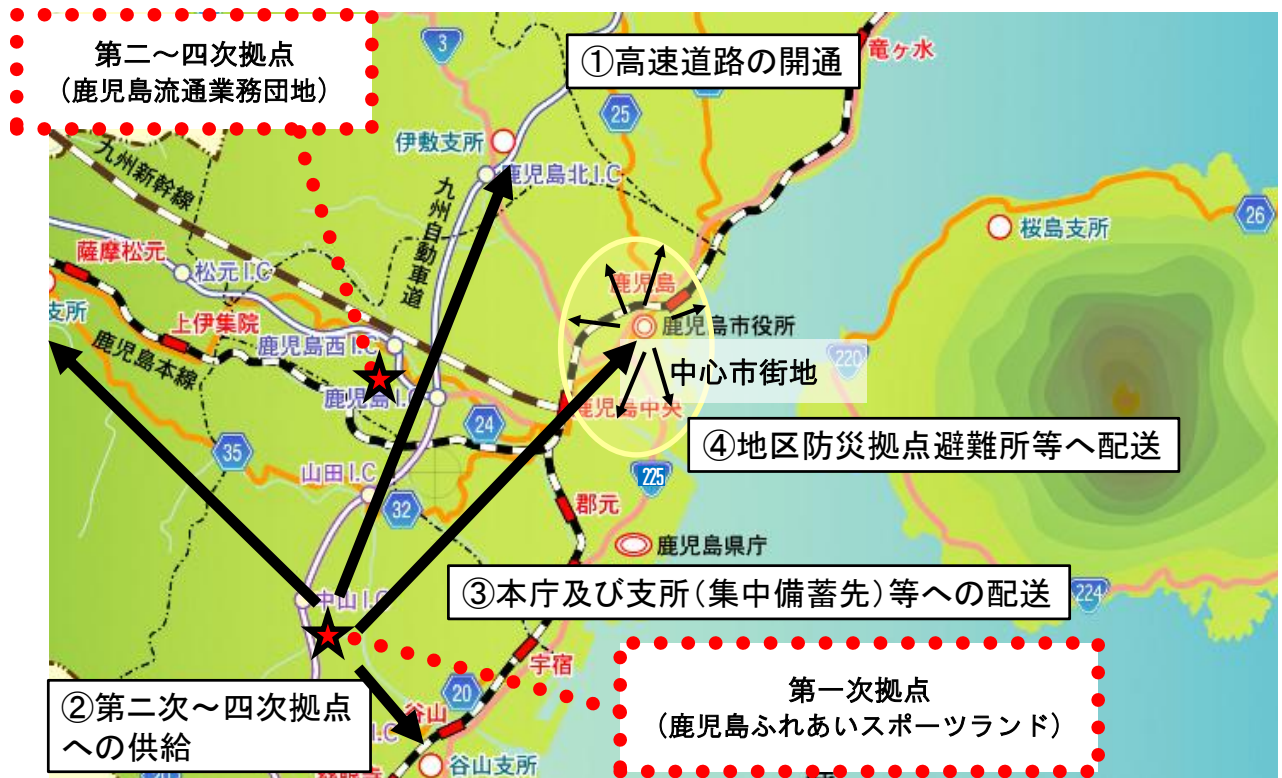 第二～四次拠点
（鹿児島流通業務団地）
①高速道路の開通
竜ヶ水
3
25
伊敷支所
鹿児島北I.C
九州新幹線
九州自動車道
26
桜島支所
薩摩松元
松元I.C
支所
上伊集院
鹿児島本線
鹿児島西I.C
鹿児島I.C
鹿児島
鹿児島市役所
中心市街地
220
鹿児島中央
24
④地区防災拠点避難所等へ配送
35
山田I.C
225
32
郡元
鹿児島県庁
中山I.C
③本庁及び支所（集中備蓄先）等への配送
224
宇宿
第一次拠点
（鹿児島ふれあいスポーツランド）
②第二次～四次拠点
への供給
20
谷山
I.C
谷山支所
20